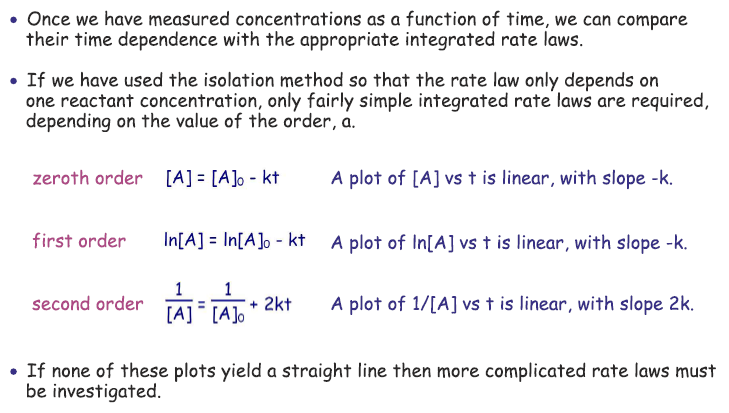 • Once we have measured concentrations as a function of time, we can compare
their time dependence with the appropriate integrated rate laws.
• If we have used the isolation method so that the rate law only depends on
one reactant concentration, only fairly simple integrated rate laws are required,
depending on the value of the order, a.
zeroth order [A] = [A]₀ - kt A plot of [A] vs t is linear, with slope -k.
first order ln[A] = ln[A]₀ - kt A plot of ln[A] vs t is linear, with slope -k.
second order 1/[A] = 1/[A]₀ + 2kt A plot of 1/[A] vs t is linear, with slope 2k.
• If none of these plots yield a straight line then more complicated rate laws must
be investigated.